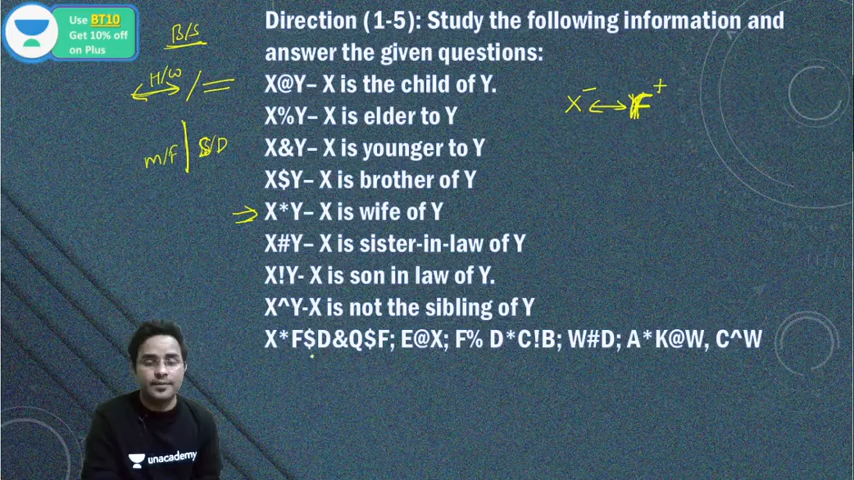 Use BT10
Get 10% off
on Plus
B/S
H/W
/ =
M/F | S/D
Direction (1-5): Study the following information and
answer the given questions:
X@Y– X is the child of Y.
X%Y– X is elder to Y
X&Y– X is younger to Y
X$Y– X is brother of Y
X*Y– X is wife of Y
X#Y– X is sister-in-law of Y
X!Y- X is son in law of Y.
X^Y-X is not the sibling of Y
X*F$D&Q$F; E@X; F% D*C!B; W#D; A*K@W, C^W
unacademy